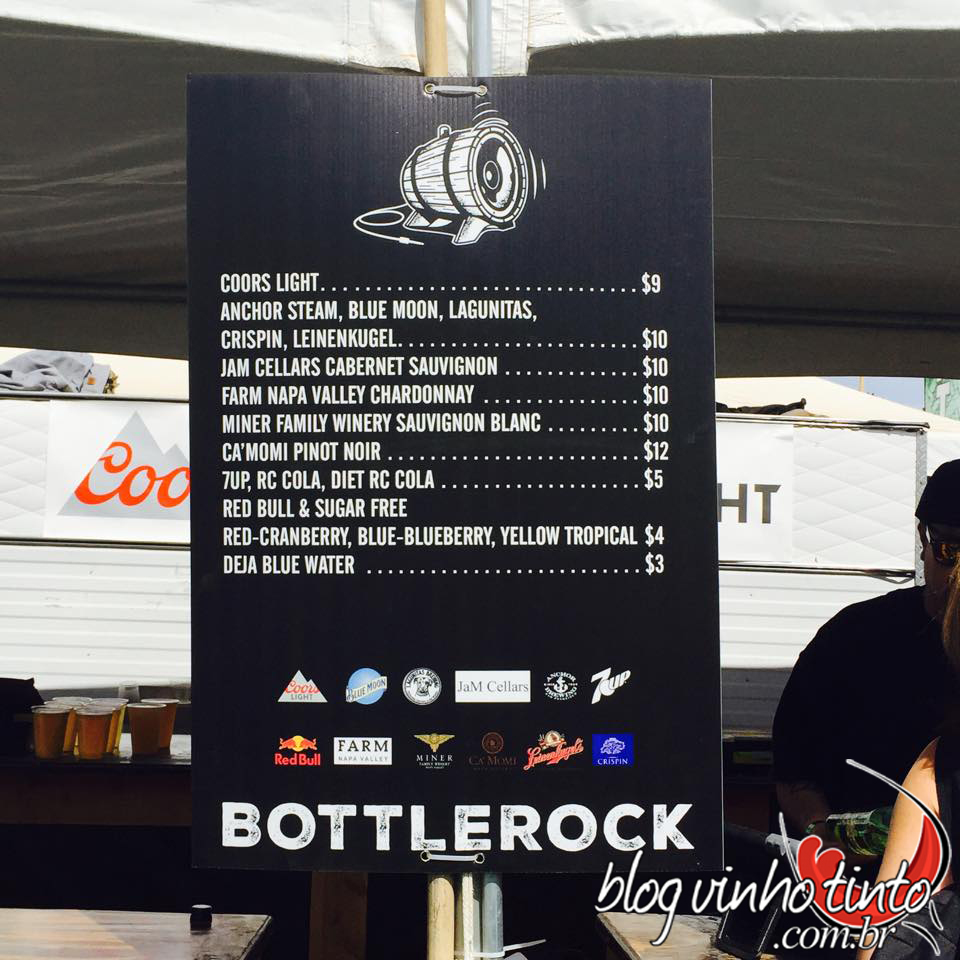 COORS LIGHT.............................$9
ANCHOR STEAM, BLUE MOON, LAGUNITAS,
CRISPIN, LEINENKUGEL........................$10
JAM CELLARS CABERNET SAUVIGNON .............$10
FARM NAPA VALLEY CHARDONNAY ...............$10
MINER FAMILY WINERY SAUVIGNON BLANC .........$10
CA'MOMI PINOT NOIR ........................$12
7UP, RC COLA, DIET RC COLA ...................$5
RED BULL & SUGAR FREE
RED-CRANBERRY, BLUE-BLUEBERRY, YELLOW TROPICAL $4
DEJA BLUE WATER .........................$3
Coo
HT
Coors LIGHT
BLUE MOON
JaM Cellars
ANCHOR
7UP
Red Bull
FARM
NAPA VALLEY
MINER
FAMILY WINERY
CA' MOMI
Leinenkugel's
CRISPIN
BOTTLEROCK
blog vinho tinto
.com.br